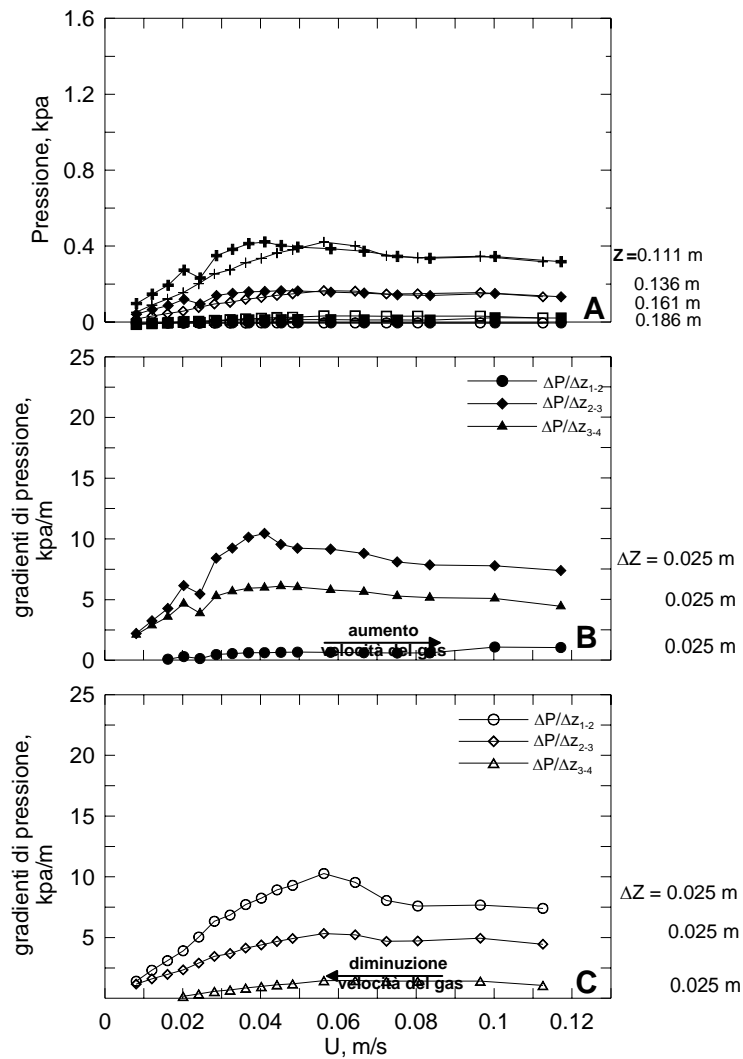 1.6
1.2
0.8
0.4
0
Pressione, kpa
A
Z = 0.111 m
0.136 m
0.161 m
0.186 m
25
20
15
10
5
0
gradienti di pressione,
kpa/m
ΔP/Δz1-2
ΔP/Δz2-3
ΔP/Δz3-4
aumento
velocità del gas
B
ΔZ = 0.025 m
0.025 m
0.025 m
25
20
15
10
5
gradienti di pressione,
kpa/m
ΔP/Δz1-2
ΔP/Δz2-3
ΔP/Δz3-4
diminuzione
velocità del gas
C
ΔZ = 0.025 m
0.025 m
0.025 m
0 0.02 0.04 0.06 0.08 0.1 0.12
U, m/s